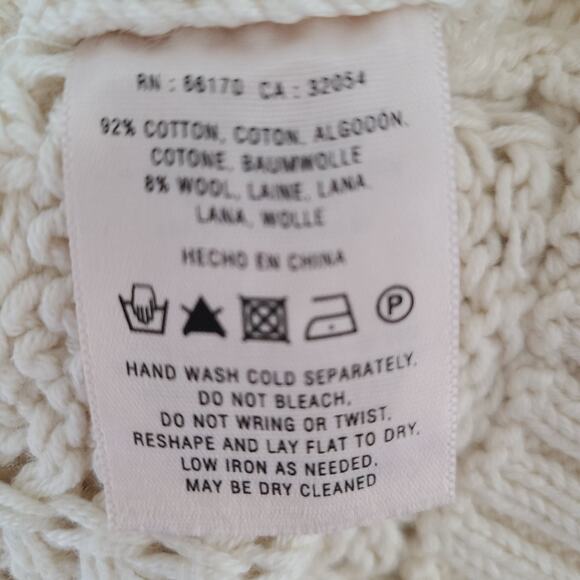 RN : 66170 CA : 32054
92% COTTON, COTON, ALGODÓN,
COTONE, BAUMWOLLE
8% WOOL, LAINE, LANA
LANA, WOLLE
HECHO EN CHINA
P
HAND WASH COLD SEPARATELY.
DO NOT BLEACH.
DO NOT WRING OR TWIST.
RESHAPE AND LAY FLAT TO DRY.
LOW IRON AS NEEDED.
MAY BE DRY CLEANED